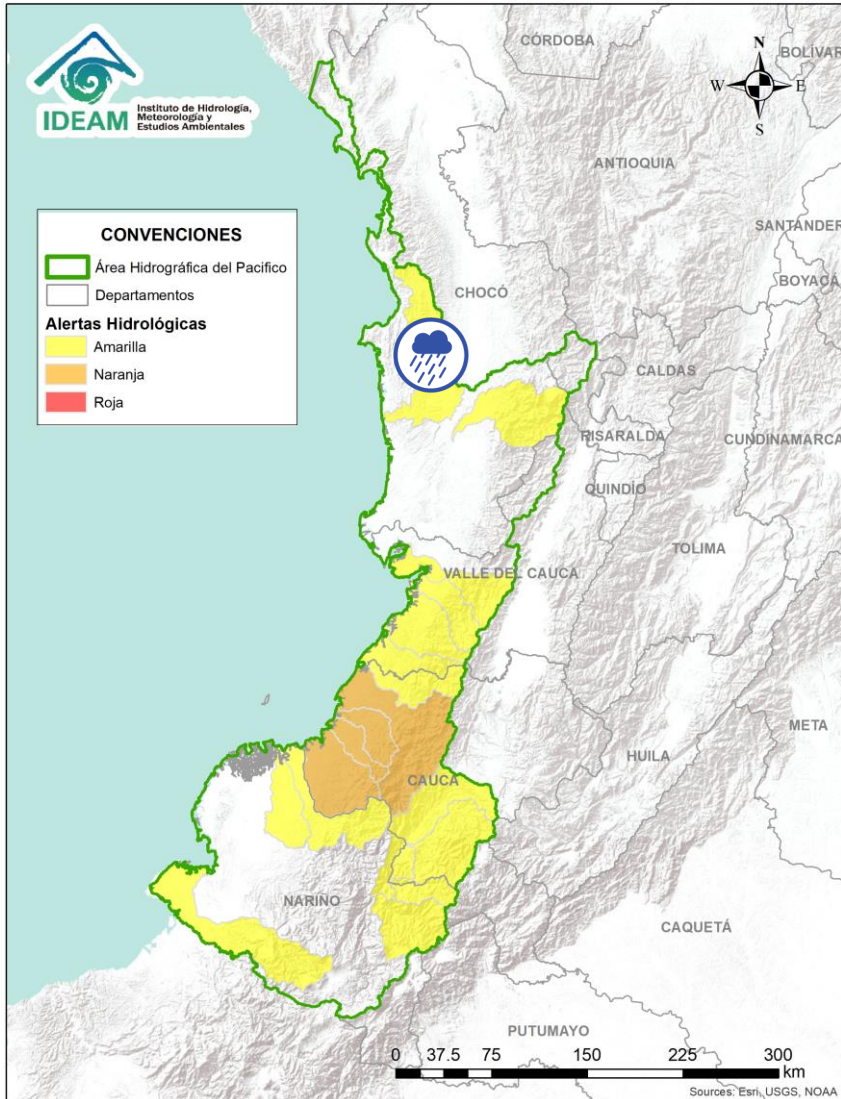 IDEAM
Instituto de Hidrología,
Meteorología y
Estudios Ambientales
N
W
E
S
CONVENCIONES
Área Hidrográfica del Pacifico
Departamentos
Alertas Hidrológicas
Amarilla
Naranja
Roja
CÓRDOBA
BOLÍVAR
ANTIOQUIA
SANTANDER
BOYACÁ
CHOCÓ
CALDAS
RISARALDA
CUNDINAMARCA
QUINDÍO
TOLIMA
VALLE DEL CAUCA
META
HUILA
CAUCA
NARIÑO
CAQUETÁ
PUTUMAYO
0 37.5 75 150 225 300
km
Sources: Esri, USGS, NOAA